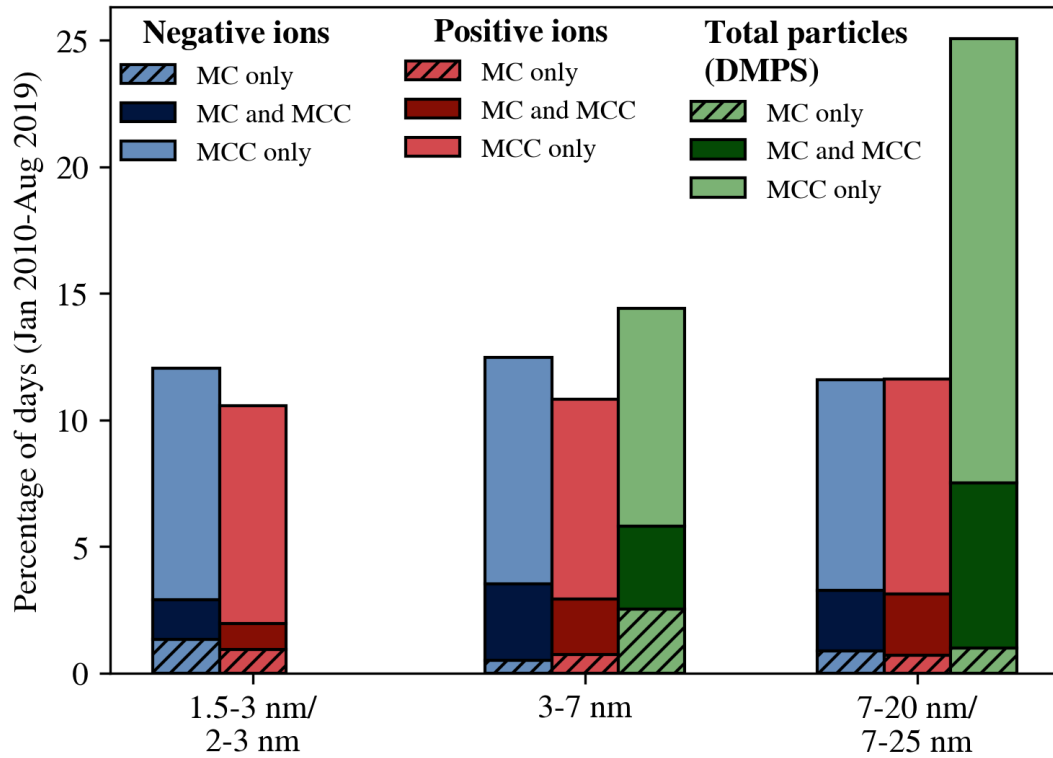 Percentage of days (Jan 2010-Aug 2019)
25
20
15
10
5
0
Negative ions
MC only
MC and MCC
MCC only
Positive ions
MC only
MC and MCC
MCC only
Total particles
(DMPS)
MC only
MC and MCC
MCC only
1.5-3 nm/
2-3 nm
3-7 nm
7-20 nm/
7-25 nm